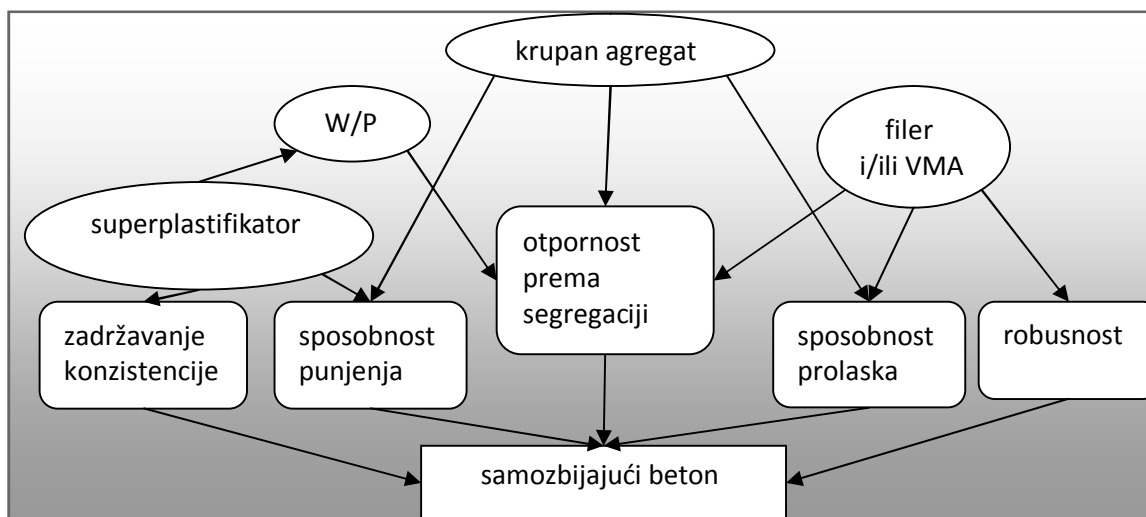 krupan agregat
W/P
filer
i/ili VMA
superplastifikator
otpornost
prema
segregaciji
zadržavanje
konzistencije
sposobnost
punjenja
sposobnost
prolaska
robusnost
samozbijajući beton